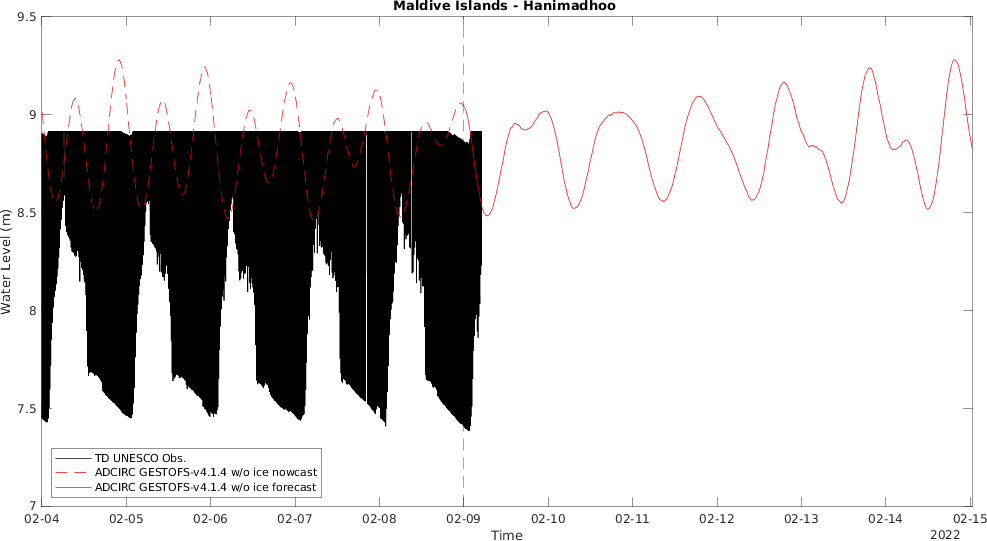 Maldive Islands - Hanimadhoo
9.5
9
8.5
8
7.5
7
Water Level (m)
TD UNESCO Obs.
ADCIRC GESTOFS-v4.1.4 w/o ice nowcast
ADCIRC GESTOFS-v4.1.4 w/o ice forecast
02-04 02-05 02-06 02-07 02-08 02-09 02-10 02-11 02-12 02-13 02-14 02-15
Time
2022